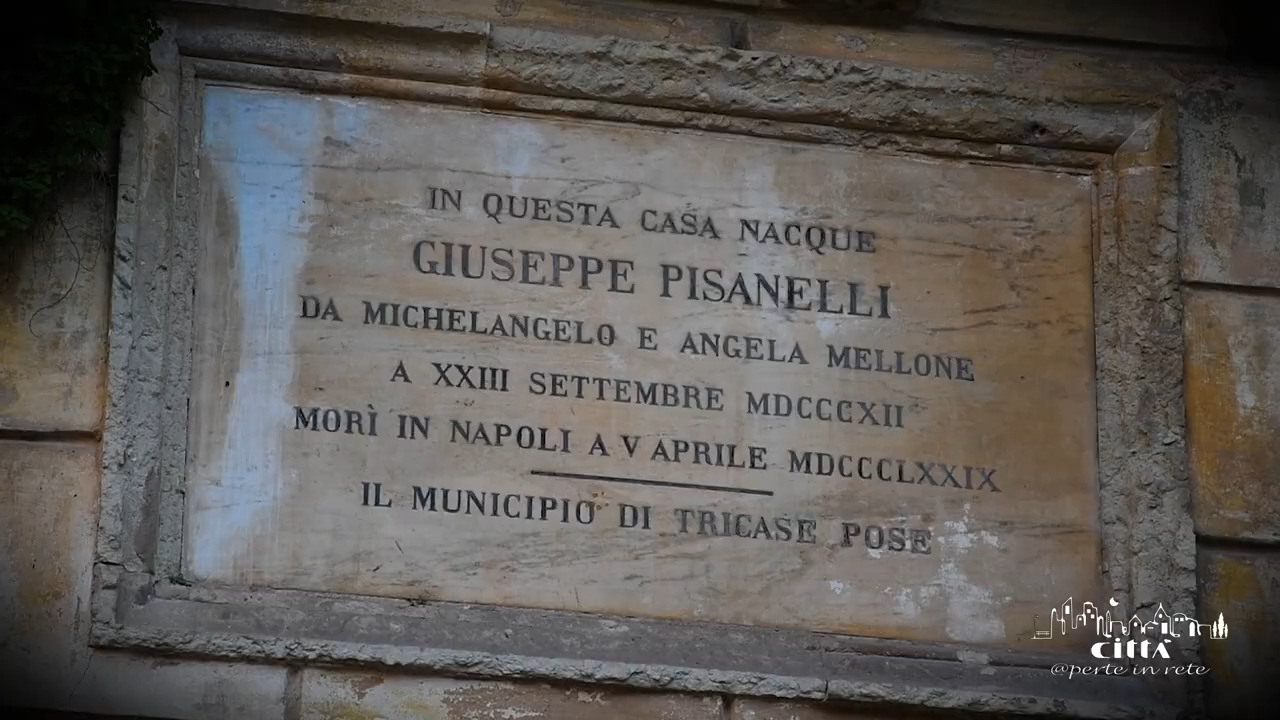 IN QUESTA CASA NACQUE
GIUSEPPE PISANELLI
DA MICHELANGELO E ANGELA MELLONE
A XXIII SETTEMBRE MDCCCXII
MORÌ IN NAPOLI A V APRILE MDCCCLXXIX
IL MUNICIPIO DI TRICASE POSE
CITTÀ
@perte in rete